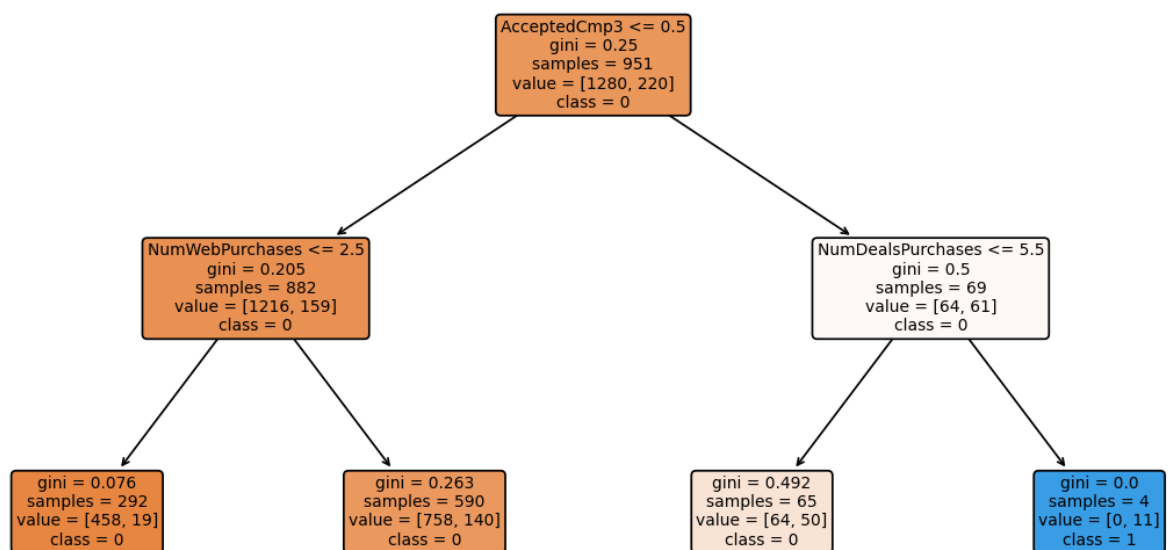 AcceptedCmp3 <= 0.5
gini = 0.25
samples = 951
value = [1280, 220]
class = 0
NumWebPurchases <= 2.5
gini = 0.205
samples = 882
value = [1216, 159]
class = 0
NumDealsPurchases <= 5.5
gini = 0.5
samples = 69
value = [64, 61]
class = 0
gini = 0.076
samples = 292
value = [458, 19]
class = 0
gini = 0.263
samples = 590
value = [758, 140]
class = 0
gini = 0.492
samples = 65
value = [64, 50]
class = 0
gini = 0.0
samples = 4
value = [0, 11]
class = 1